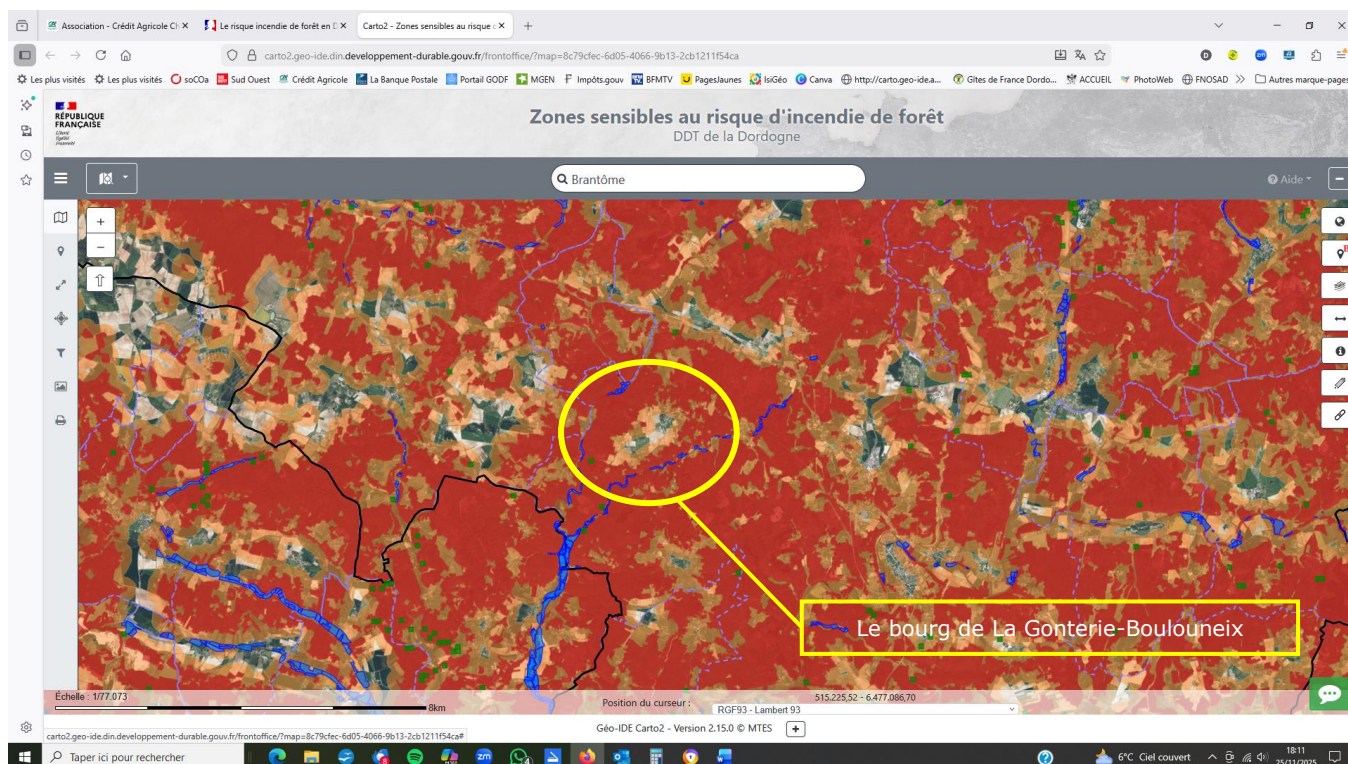 Association - Crédit Agricole Ch
Le risque incendie de forêt en D
Carto2 - Zones sensibles au risque d
carto2.geo-ide.din.developpement-durable.gouv.fr/frontoffice/?map=8c79cfec-6d05-4066-9b13-2cb1211f54ca
Les plus visités
Les plus visités
soCOa
Sud Ouest
Crédit Agricole
La Banque Postale
Portail GODF
MGEN
Impôts.gouv
BFMTV
PagesJaunes
IsiGéo
Canva
http://carto.geo-ide.a...
Gîtes de France Dordo...
ACCUEIL
PhotoWeb
FNOSAD
Autres marque-pages
RÉPUBLIQUE
FRANÇAISE
Liberté
Égalité
Fraternité
Zones sensibles au risque d'incendie de forêt
DDT de la Dordogne
Brantôme
Aide
Le bourg de La Gonterie-Boulouneix
Échelle : 1/77.073
8km
Position du curseur :
515.225,52 - 6.477.086,70
RGF93 - Lambert 93
Géo-IDE Carto2 - Version 2.15.0 © MTES
carto2.geo-ide.din.developpement-durable.gouv.fr/frontoffice/?map=8c79cfec-6d05-4066-9b13-2cb1211f54ca#
Taper ici pour rechercher
6°C Ciel couvert
18:11
25/11/2025